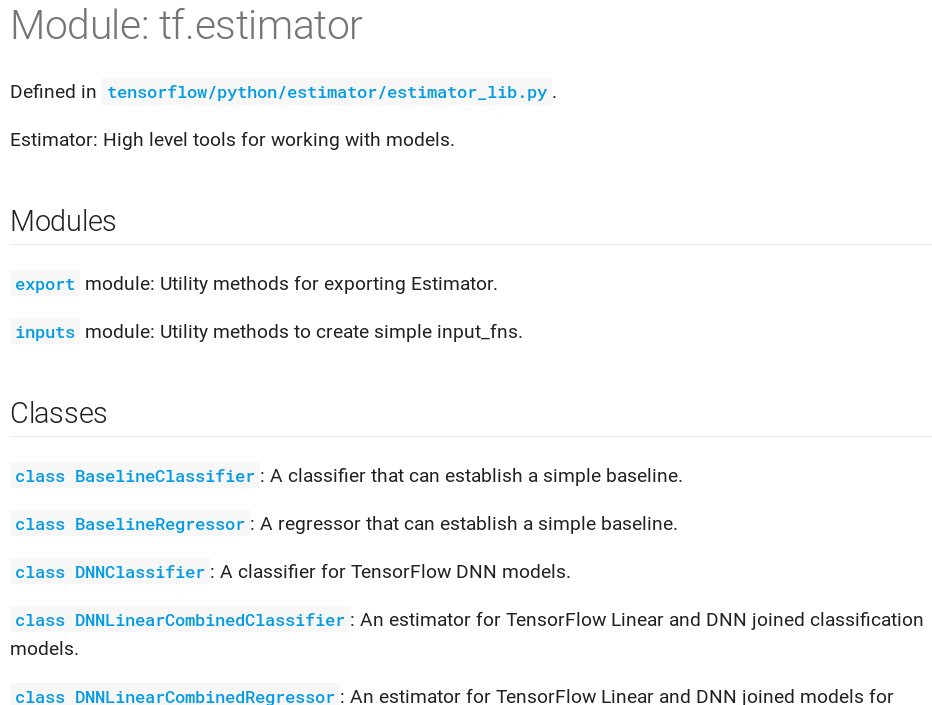 Module: tf.estimator
Defined in tensorflow/python/estimator/estimator_lib.py.
Estimator: High level tools for working with models.
Modules
export module: Utility methods for exporting Estimator.
inputs module: Utility methods to create simple input_fns.
Classes
class BaselineClassifier: A classifier that can establish a simple baseline.
class BaselineRegressor: A regressor that can establish a simple baseline.
class DNNClassifier: A classifier for TensorFlow DNN models.
class DNNLinearCombinedClassifier: An estimator for TensorFlow Linear and DNN joined classification
models.
class DNNLinearCombinedRegressor: An estimator for TensorFlow Linear and DNN joined models for